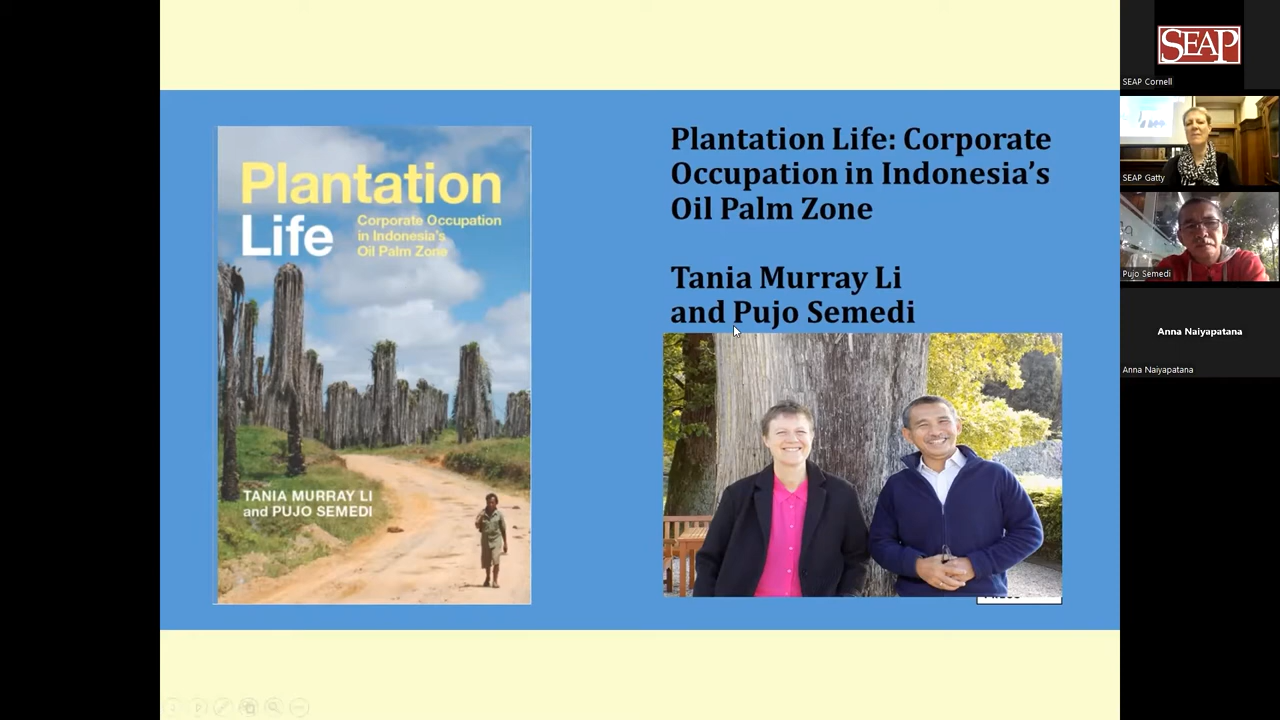 Plantation
Life
Corporate Occupation
in Indonesia's
Oil Palm Zone
TANIA MURRAY LI
and PUJO SEMEDI
Plantation Life: Corporate
Occupation in Indonesia’s
Oil Palm Zone
Tania Murray Li
and Pujo Semedi
SEAP
SEAP Cornell
SEAP Gatty
Pujo Semedi
Anna Naiyapatana
Anna Naiyapatana